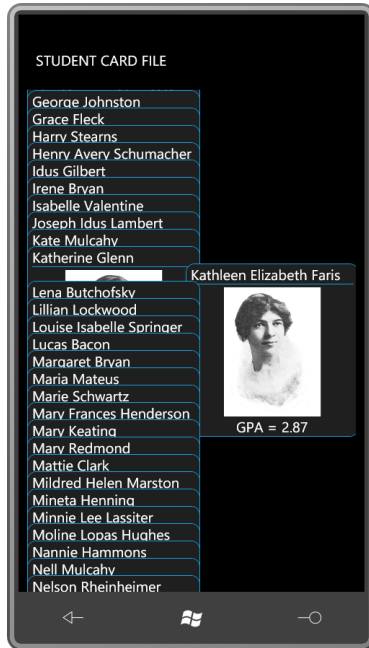 STUDENT CARD FILE
George Johnston
Grace Fleck
Harry Stearns
Henry Avery Schumacher
Idus Gilbert
Irene Bryan
Isabelle Valentine
Joseph Idus Lambert
Kate Mulcahy
Katherine Glenn
Kathleen Elizabeth Faris
GPA = 2.87
Lena Butchofsky
Lillian Lockwood
Louise Isabelle Springer
Lucas Bacon
Margaret Bryan
Maria Mateus
Marie Schwartz
Mary Frances Henderson
Mary Keating
Mary Redmond
Mattie Clark
Mildred Helen Marston
Mineta Henning
Minnie Lee Lassiter
Moline Lopas Hughes
Nannie Hammons
Nell Mulcahy
Nelson Rheinheimer